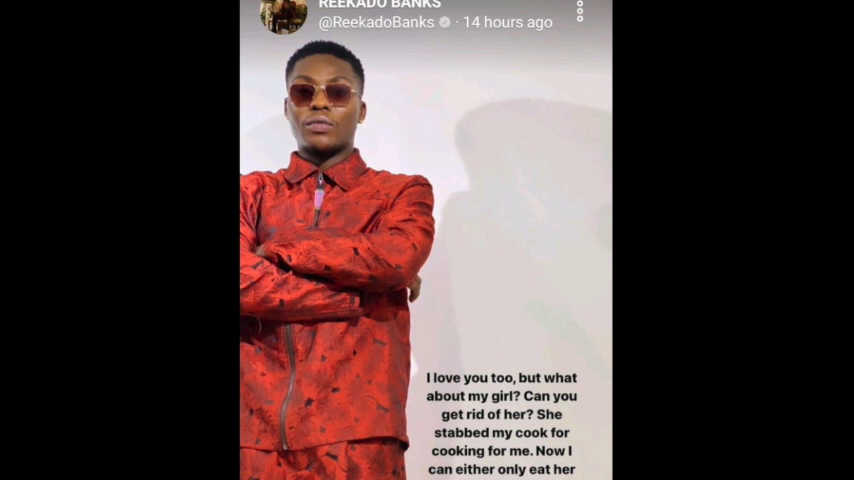 REEKADO BANKS
@ReekadoBanks · 14 hours ago
I love you too, but what
about my girl? Can you
get rid of her? She
stabbed my cook for
cooking for me. Now I
can either only eat her